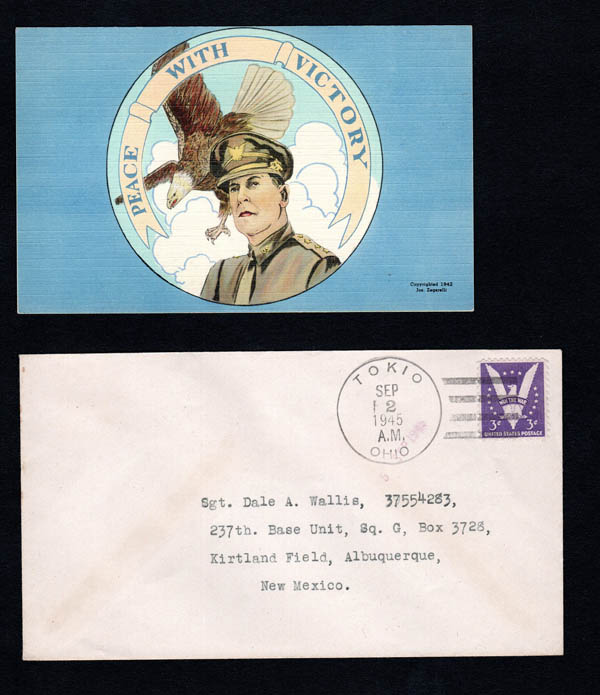 PEACE WITH VICTORY
Copyrighted 1942
Jos. Zegarelli
TOKIO
SEP
2
1945
A.M.
OHIO
WIN THE WAR
3¢ 3¢
UNITED STATES POSTAGE
Sgt. Dale A. Wallis, 37554283,
237th. Base Unit, Sq. G, Box 3728,
Kirtland Field, Albuquerque,
New Mexico.